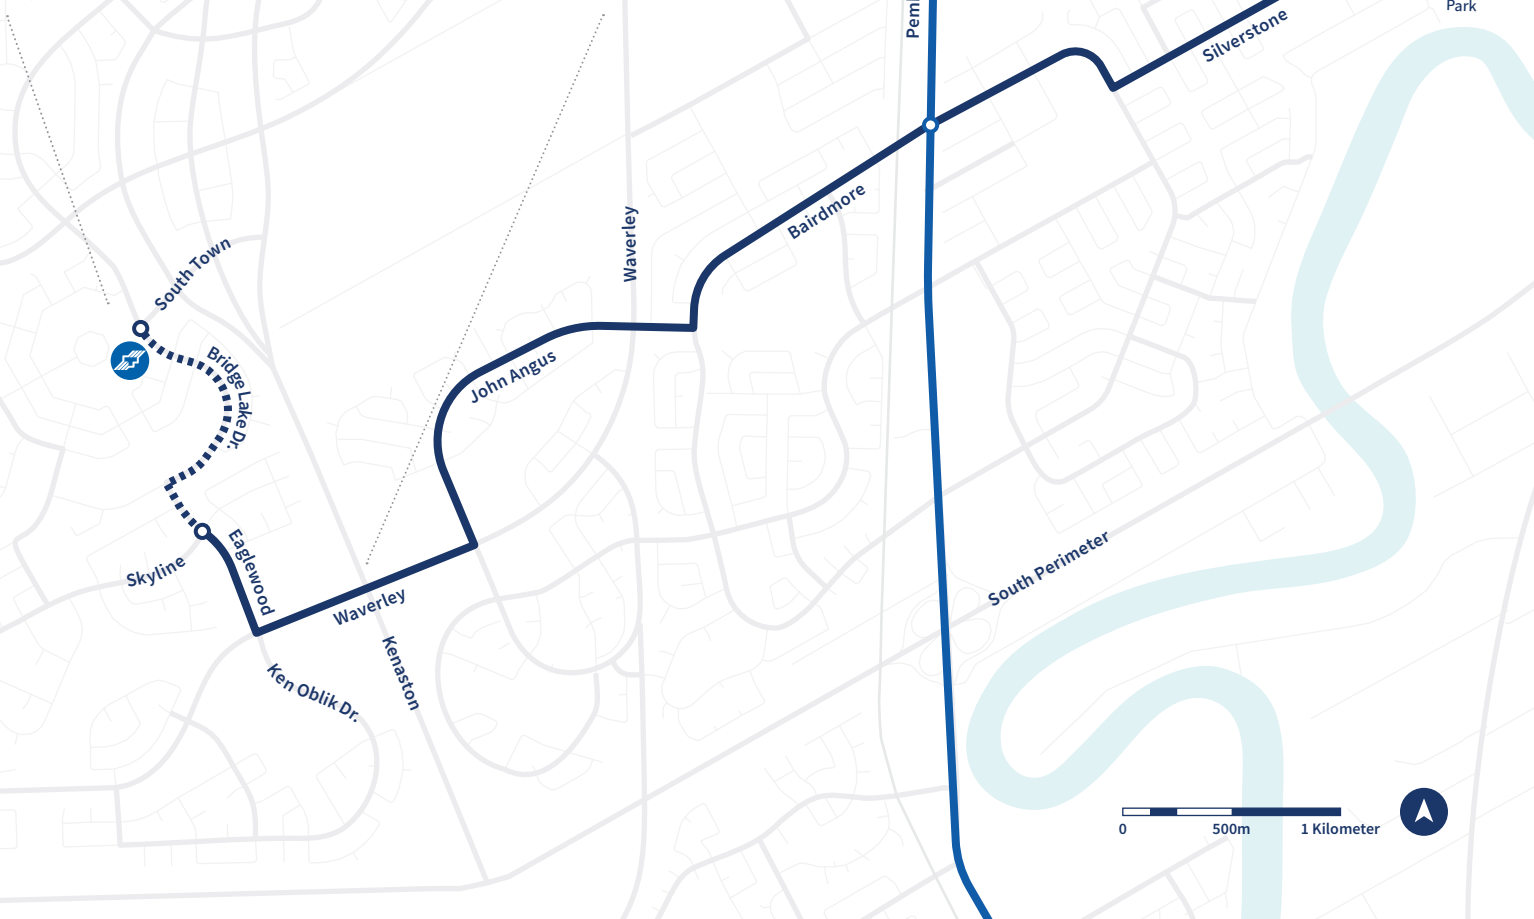 Park
Silverstone
Bairdmore
Waverley
South Town
Bridge Lake Dr.
John Angus
Eaglewood
Skyline
Waverley
South Perimeter
Kenaston
Ken Oblik Dr.
0
500m
1 Kilometer